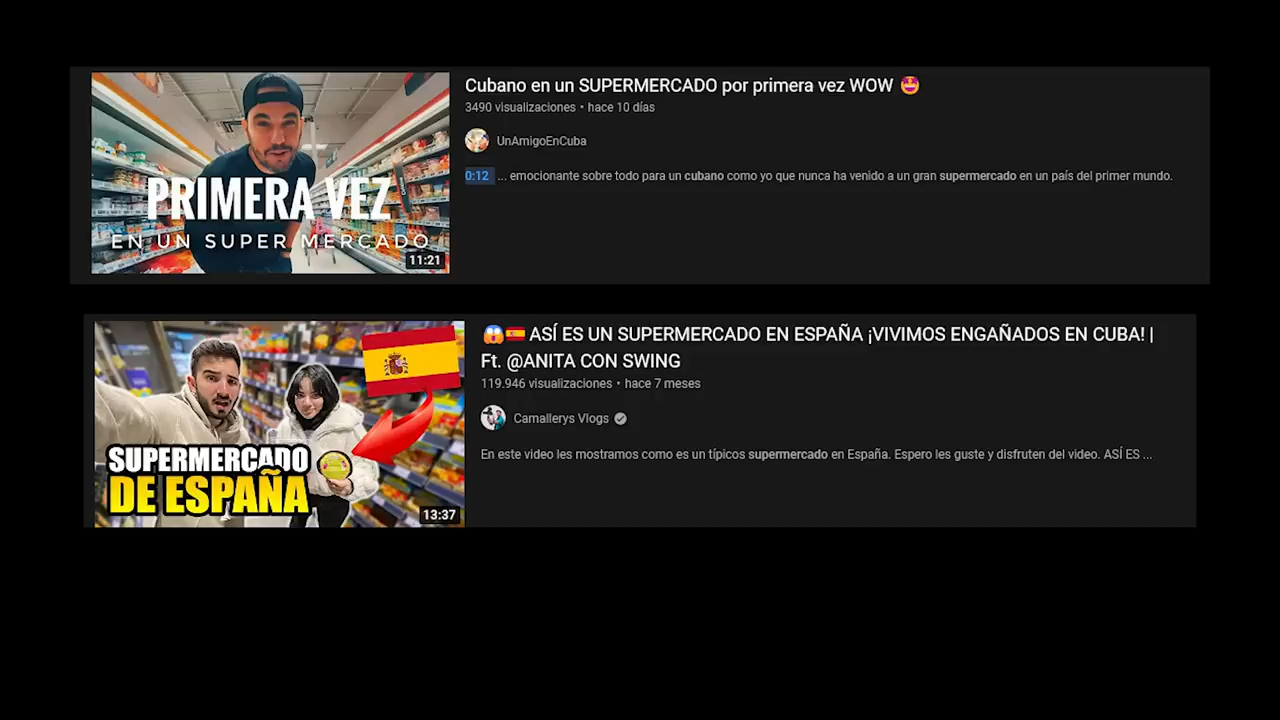 Cubano en un SUPERMERCADO por primera vez WOW 🤩
3490 visualizaciones • hace 10 días
UnAmigoEnCuba
0:12 ... emocionante sobre todo para un cubano como yo que nunca ha venido a un gran supermercado en un país del primer mundo.
PRIMERA VEZ
EN UN SUPER MERCADO
11:21
😱🇪🇸 ASÍ ES UN SUPERMERCADO EN ESPAÑA ¡VIVIMOS ENGAÑADOS EN CUBA! |
Ft. @ANITA CON SWING
119.946 visualizaciones • hace 7 meses
Camallerys Vlogs
En este video les mostramos como es un típicos supermercado en España. Espero les guste y disfruten del video. ASÍ ES ...
SUPERMERCADO
DE ESPAÑA
13:37